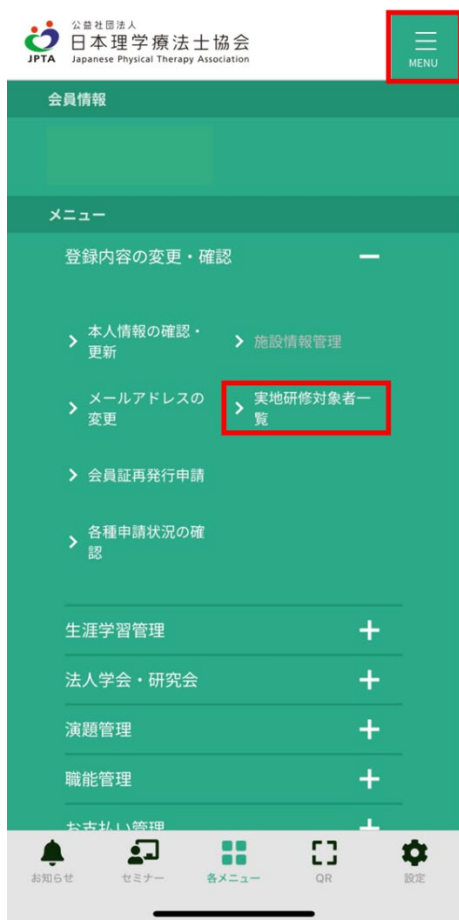 公益社団法人
日本理学療法士協会
JPTA Japanese Physical Therapy Association
MENU
会員情報
メニュー
登録内容の変更・確認
本人情報の確認・
更新
施設情報管理
メールアドレスの
変更
実地研修対象者一
覧
会員証再発行申請
各種申請状況の確
認
生涯学習管理
法人学会・研究会
演題管理
職能管理
お支払い管理
お知らせ セミナー 各メニュー QR 設定